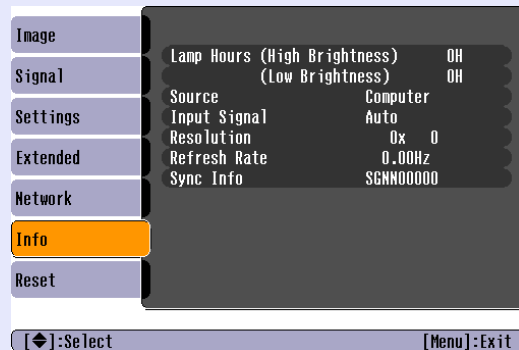 Image
Signal
Settings
Extended
Network
Info
Reset
Lamp Hours (High Brightness) 0H
(Low Brightness) 0H
Source Computer
Input Signal Auto
Resolution 0x 0
Refresh Rate 0.00Hz
Sync Info SGNN00000
[◆]:Select [Menu]:Exit